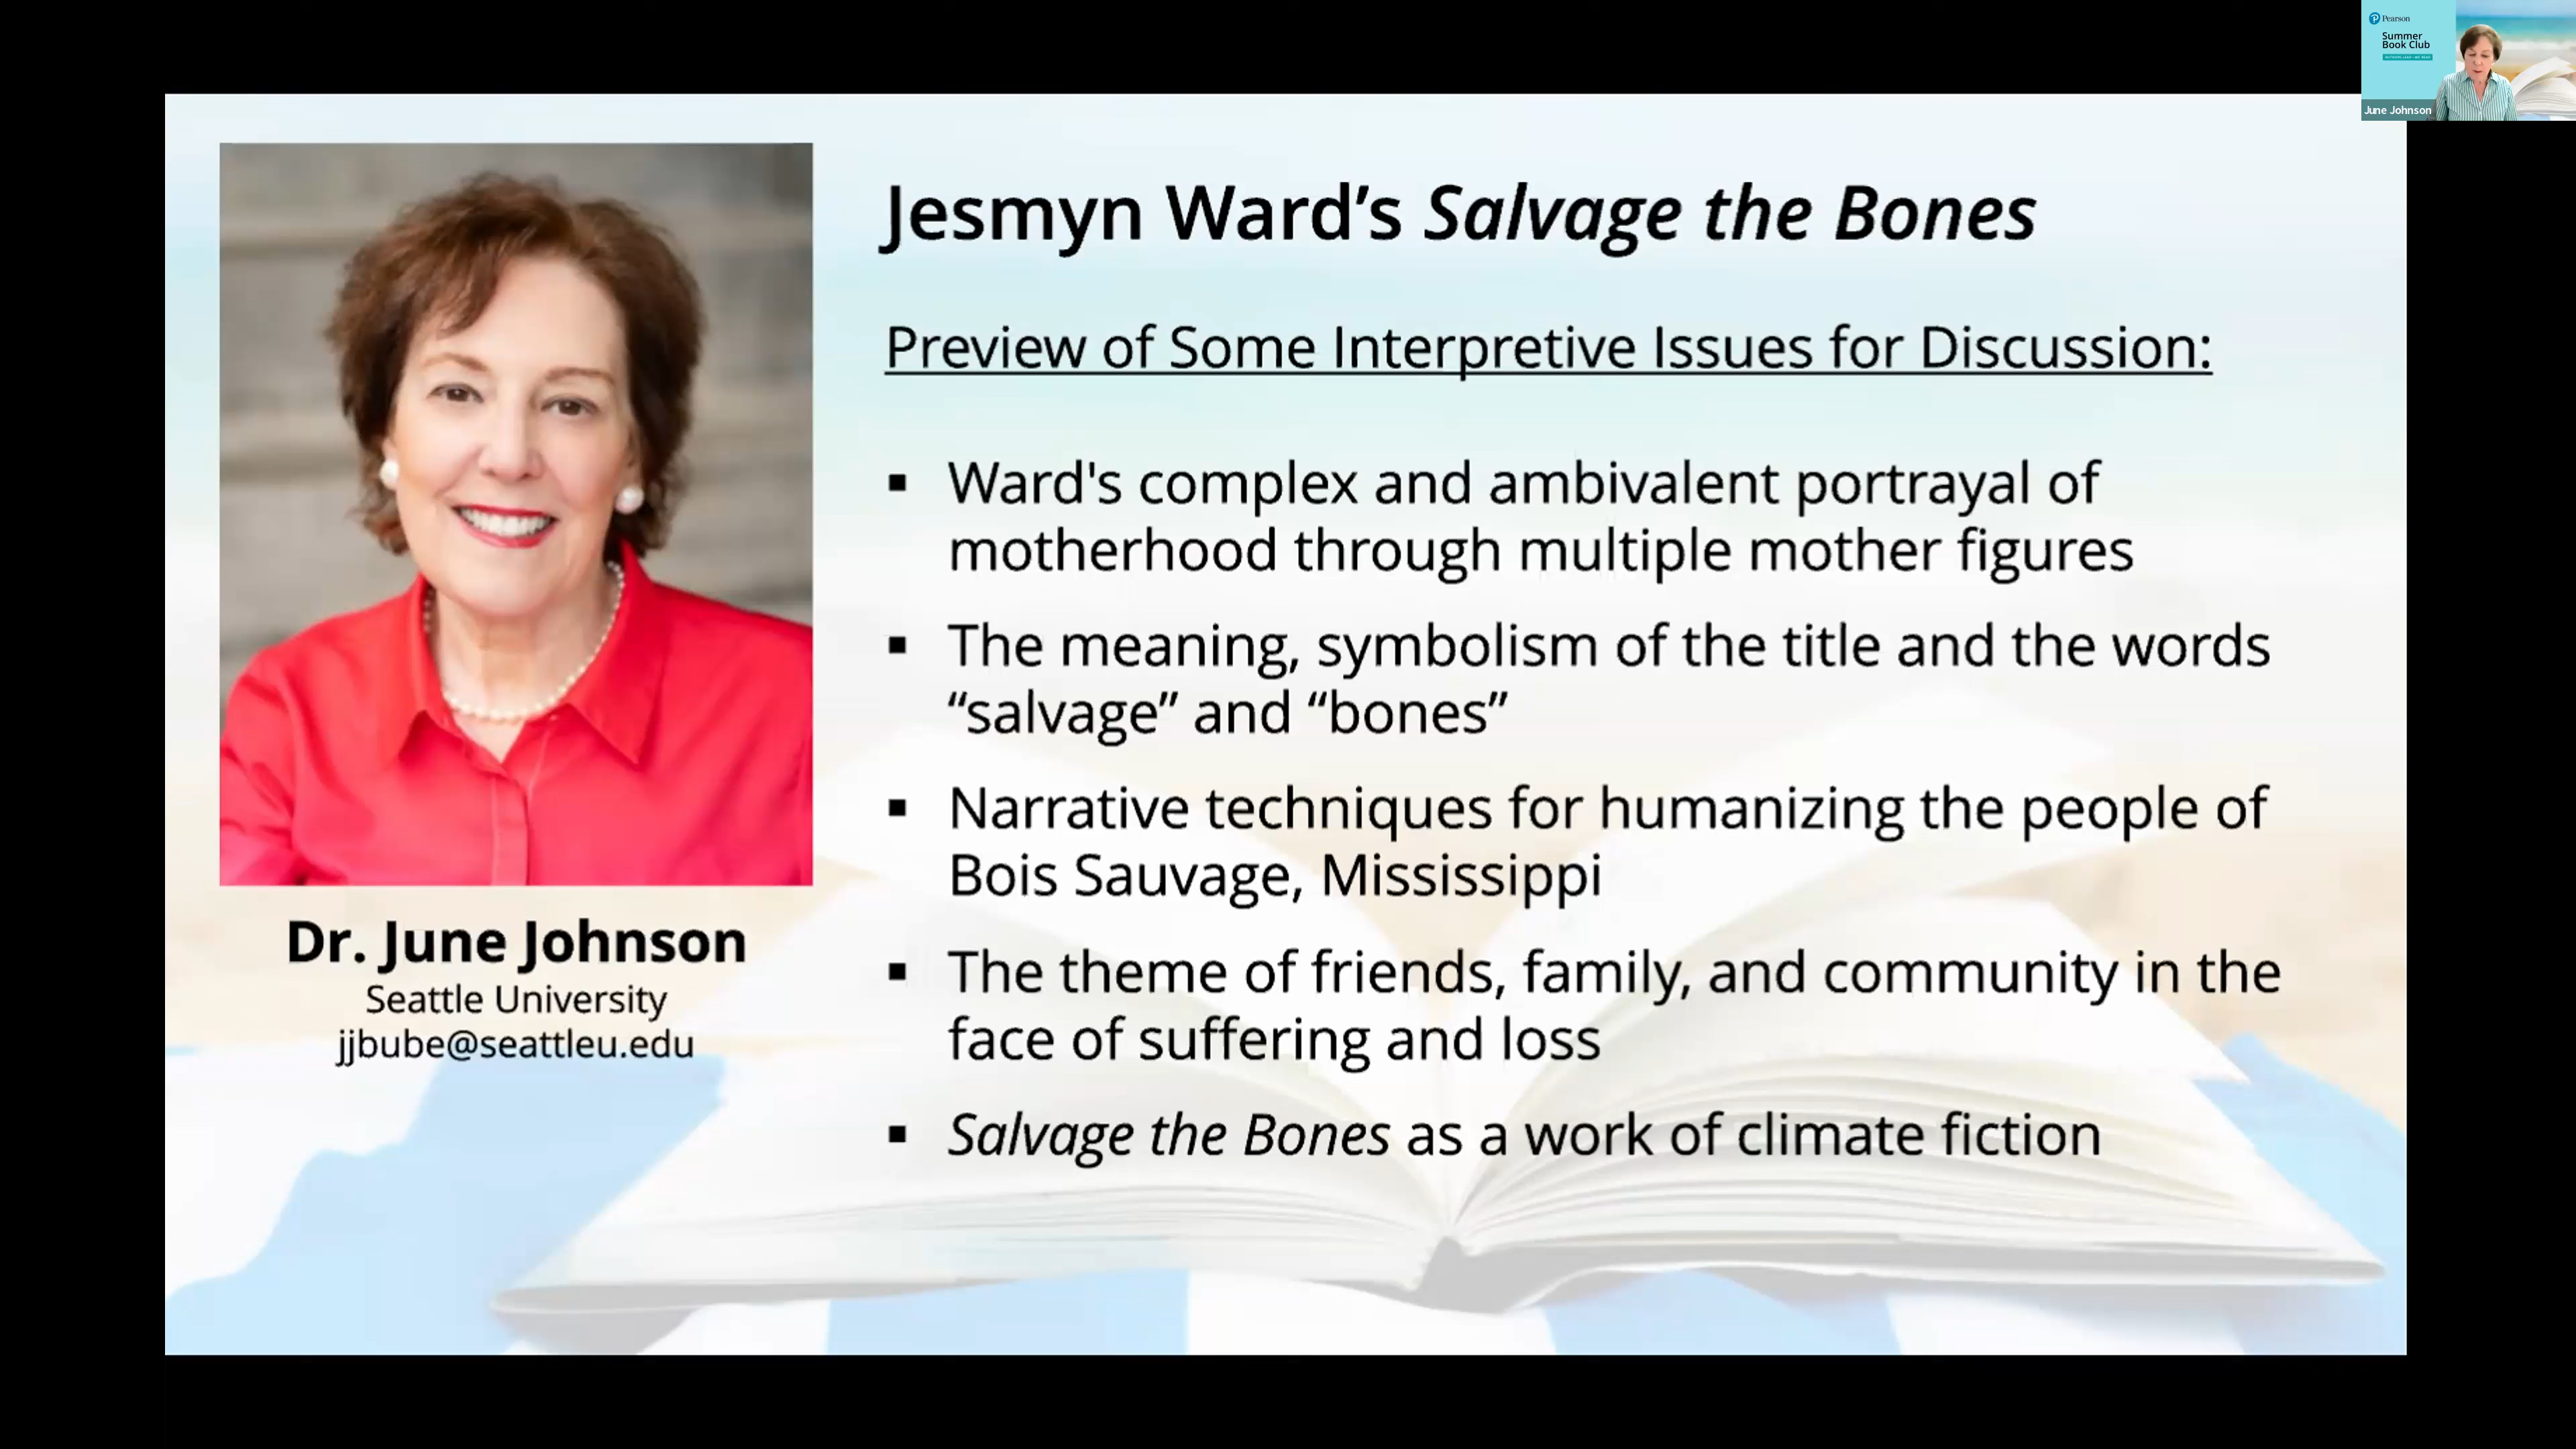 Pearson
Summer
Book Club
June Johnson
Jesmyn Ward’s Salvage the Bones
Preview of Some Interpretive Issues for Discussion:
▪ Ward's complex and ambivalent portrayal of
motherhood through multiple mother figures
▪ The meaning, symbolism of the title and the words
“salvage” and “bones”
▪ Narrative techniques for humanizing the people of
Bois Sauvage, Mississippi
▪ The theme of friends, family, and community in the
face of suffering and loss
▪ Salvage the Bones as a work of climate fiction
Dr. June Johnson
Seattle University
jjbube@seattleu.edu